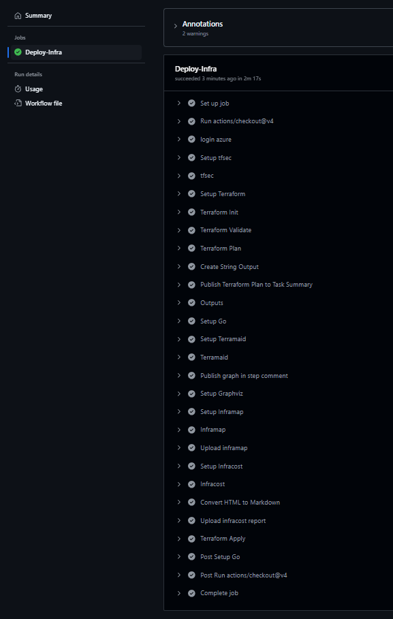 Summary
Jobs
Deploy-Infra
Run details
Usage
Workflow file
Annotations
2 warnings
Deploy-Infra
succeeded 3 minutes ago in 2m 17s
Set up job
Run actions/checkout@v4
login azure
Setup tfsec
tfsec
Setup Terraform
Terraform Init
Terraform Validate
Terraform Plan
Create String Output
Publish Terraform Plan to Task Summary
Outputs
Setup Go
Setup Terramaid
Terramaid
Publish graph in step comment
Setup Graphviz
Setup Inframap
Inframap
Upload inframap
Setup Infracost
Infracost
Convert HTML to Markdown
Upload infracost report
Terraform Apply
Post Setup Go
Post Run actions/checkout@v4
Complete job